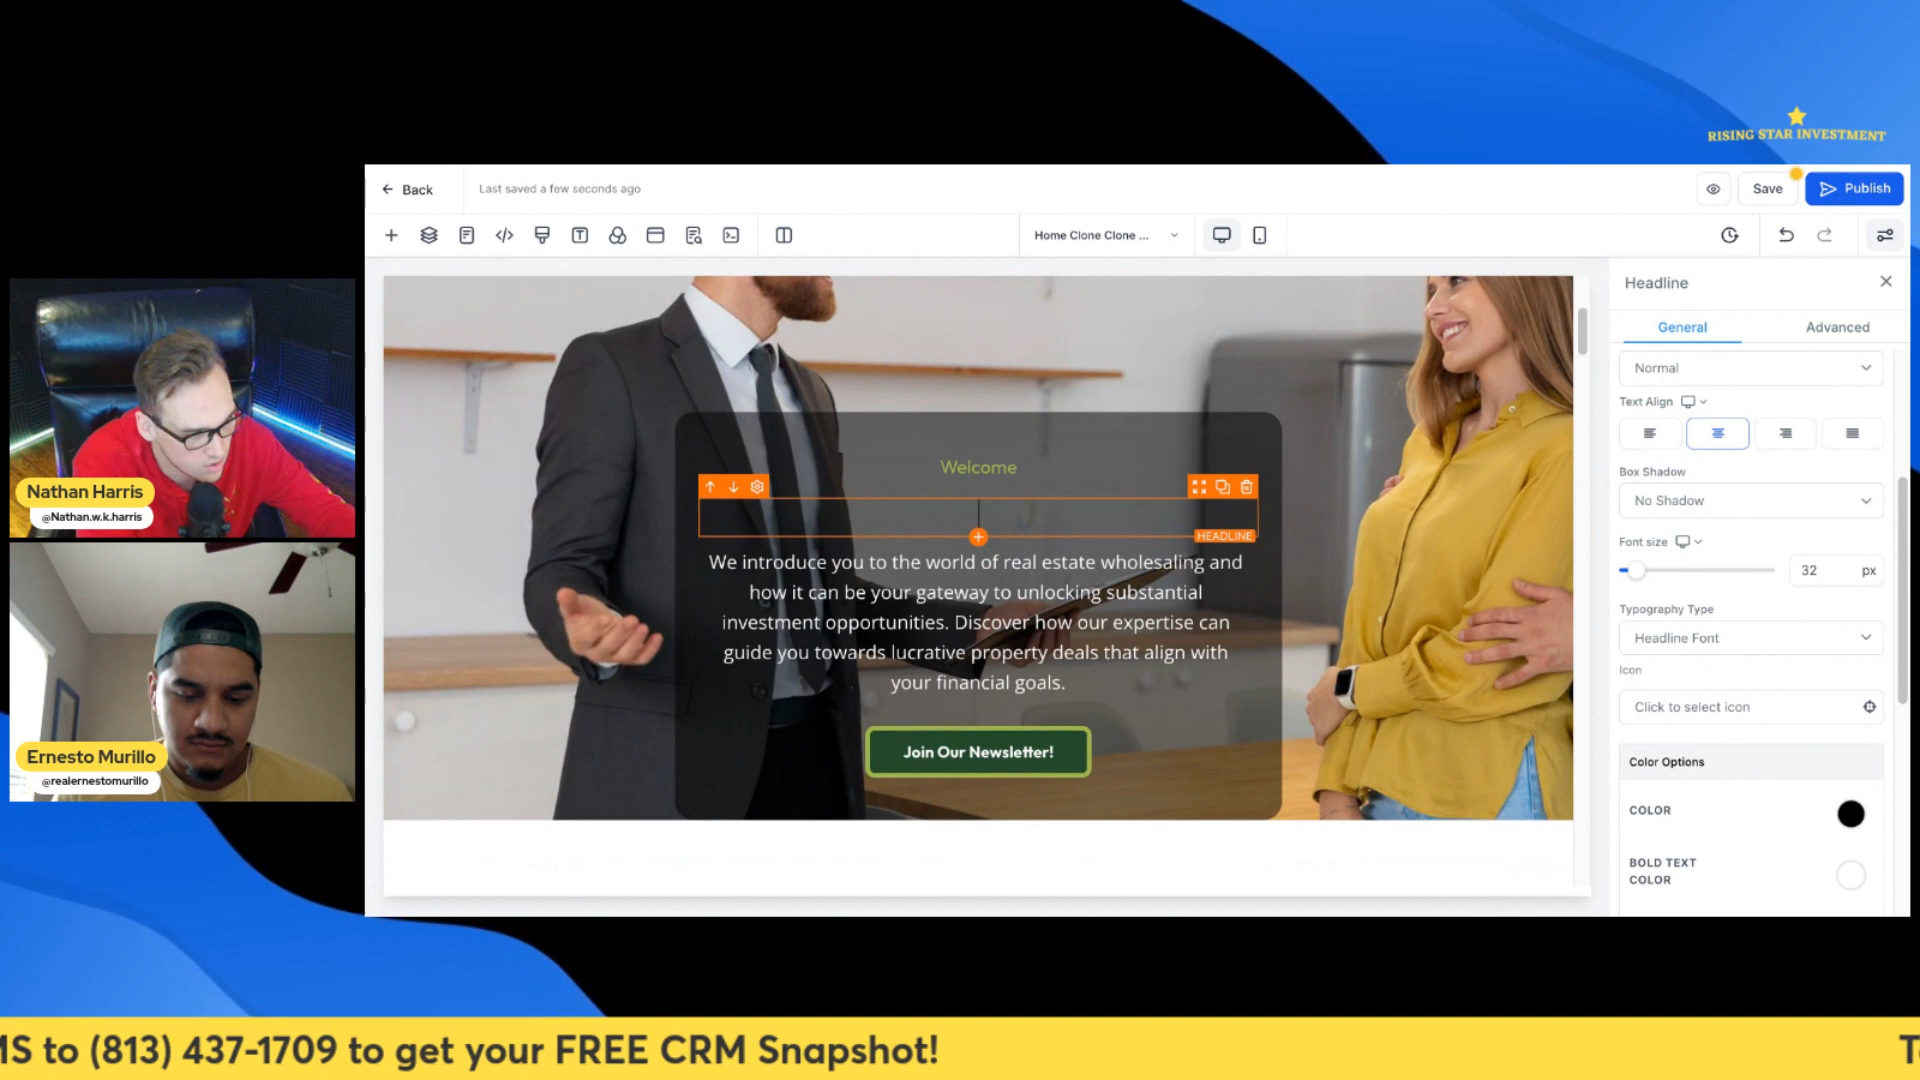 RISING STAR INVESTMENT
Back
Last saved a few seconds ago
Save
Publish
Home Clone Clone ...
Headline
General
Advanced
Normal
Text Align
Box Shadow
No Shadow
Font size
32
px
Typography Type
Headline Font
Icon
Click to select icon
Color Options
COLOR
BOLD TEXT
COLOR
Welcome
HEADLINE
We introduce you to the world of real estate wholesaling and
how it can be your gateway to unlocking substantial
investment opportunities. Discover how our expertise can
guide you towards lucrative property deals that align with
your financial goals.
Join Our Newsletter!
Nathan Harris
@Nathan.w.k.harris
Ernesto Murillo
@realernestomurillo
to (813) 437-1709 to get your FREE CRM Snapshot!